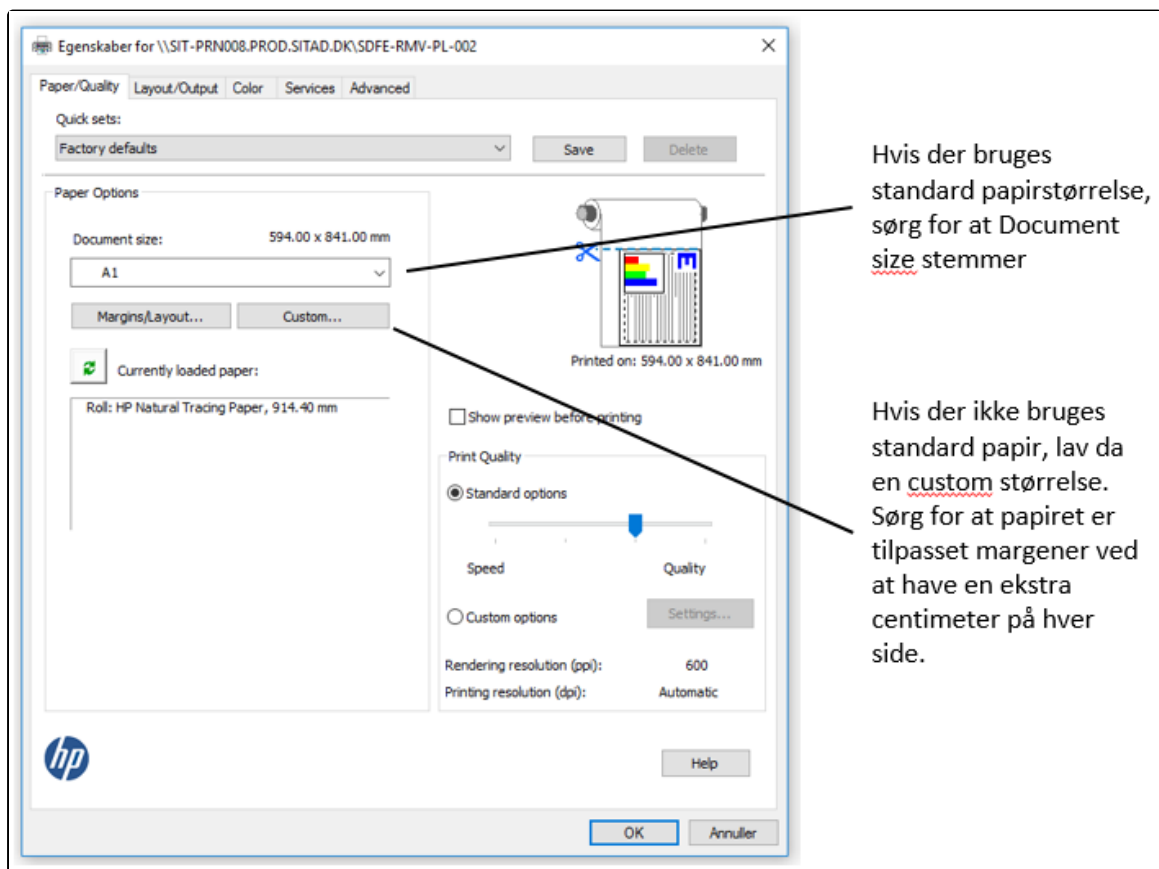 Egenskaber for \\SIT-PRN008.PROD.SITAD.DK\SDFE-RMV-PL-002
Paper/Quality Layout/Output Color Services Advanced
Quick sets:
Factory defaults Save Delete
Paper Options
Document size: 594.00 x 841.00 mm
A1
Margins/Layout... Custom...
Currently loaded paper:
Roll: HP Natural Tracing Paper, 914.40 mm
E
Printed on: 594.00 x 841.00 mm
Show preview before printing
Print Quality
Standard options
Speed Quality
Custom options Settings...
Rendering resolution (ppi): 600
Printing resolution (dpi): Automatic
hp
Help
OK Annuller
Hvis der bruges
standard papirstørrelse,
sørg for at Document
size stemmer
Hvis der ikke bruges
standard papir, lav da
en custom størrelse.
Sørg for at papiret er
tilpasset margener ved
at have en ekstra
centimeter på hver
side.